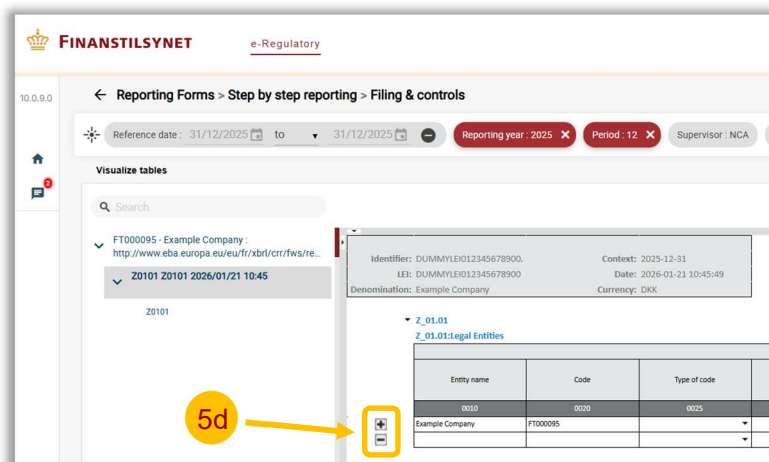 FINANSTILSYNET
e-Regulatory
10.0.9.0
Reporting Forms > Step by step reporting > Filing & controls
Reference date : 31/12/2025 to 31/12/2025 Reporting year : 2025 Period : 12 Supervisor : NCA
2
Visualize tables
Search
FT000095 - Example Company :
http://www.eba.europa.eu/eu/fr/xbrl/crr/fws/re...
Z0101 Z0101 2026/01/21 10:45
Z0101
Identifier: DUMMYLEI012345678900. Context: 2025-12-31
LEI: DUMMYLEI012345678900 Date: 2026-01-21 10:45:49
Denomination: Example Company Currency: DKK
Z_01.01
Z_01.01:Legal Entities
Entity name Code Type of code
0010 0020 0025
Example Company FT000095
5d